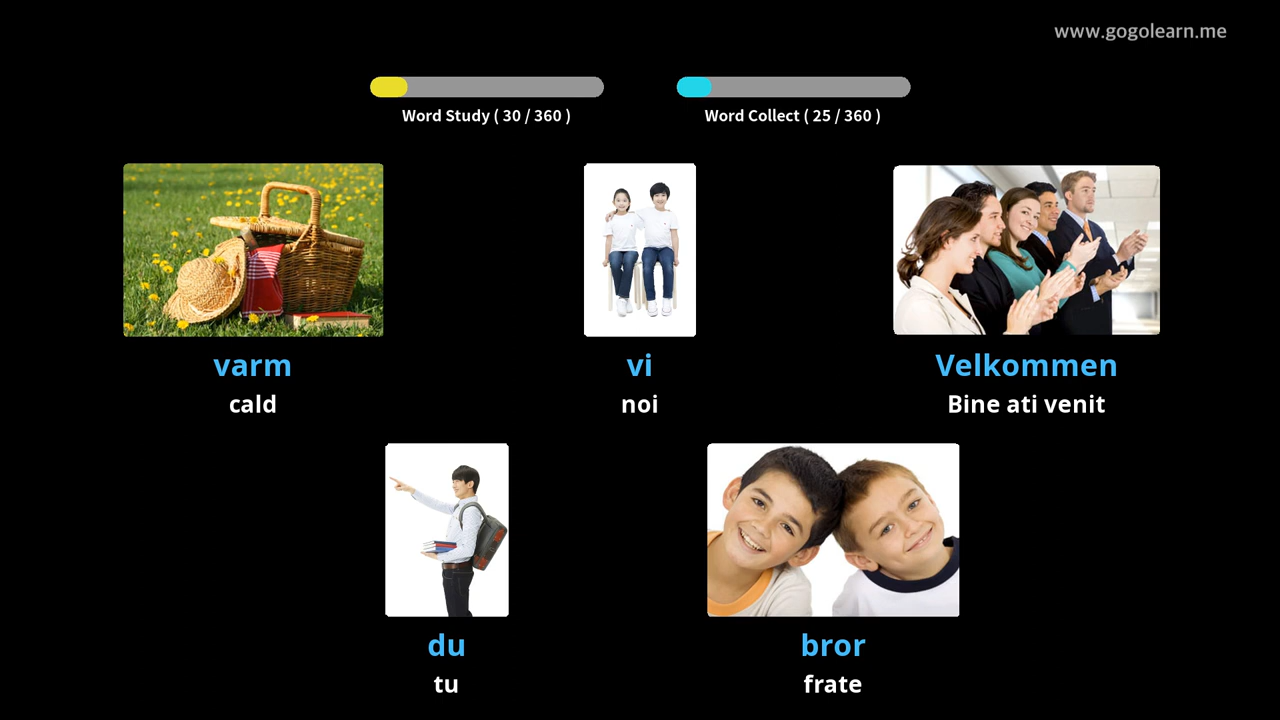 www.gogolearn.me
Word Study ( 30 / 360 )
Word Collect ( 25 / 360 )
varm
cald
vi
noi
Velkommen
Bine ati venit
du
tu
bror
frate